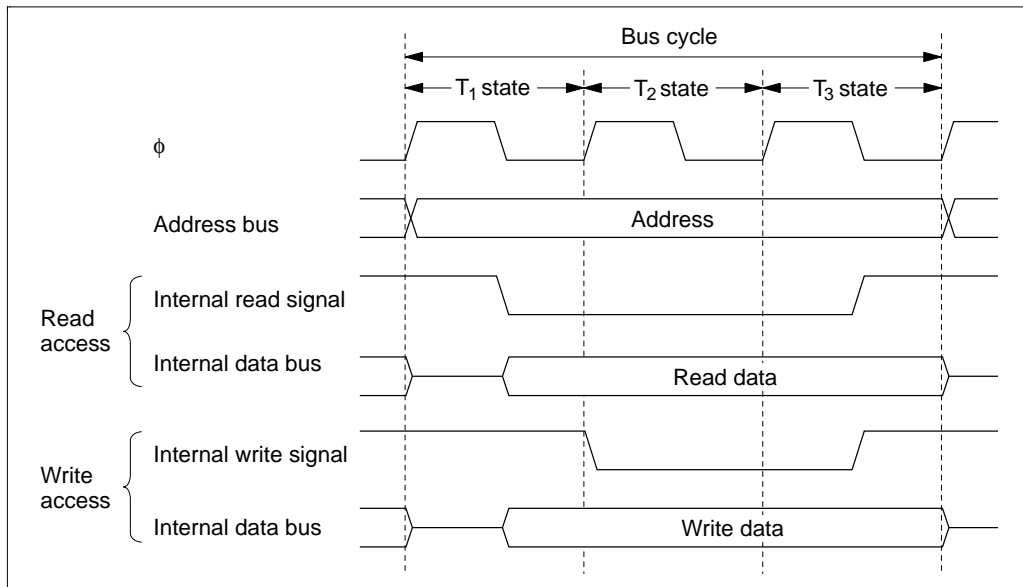 Bus cycle
T₁ state T₂ state T₃ state
ϕ
Address bus Address
Read access
Internal read signal
Internal data bus Read data
Write access
Internal write signal
Internal data bus Write data